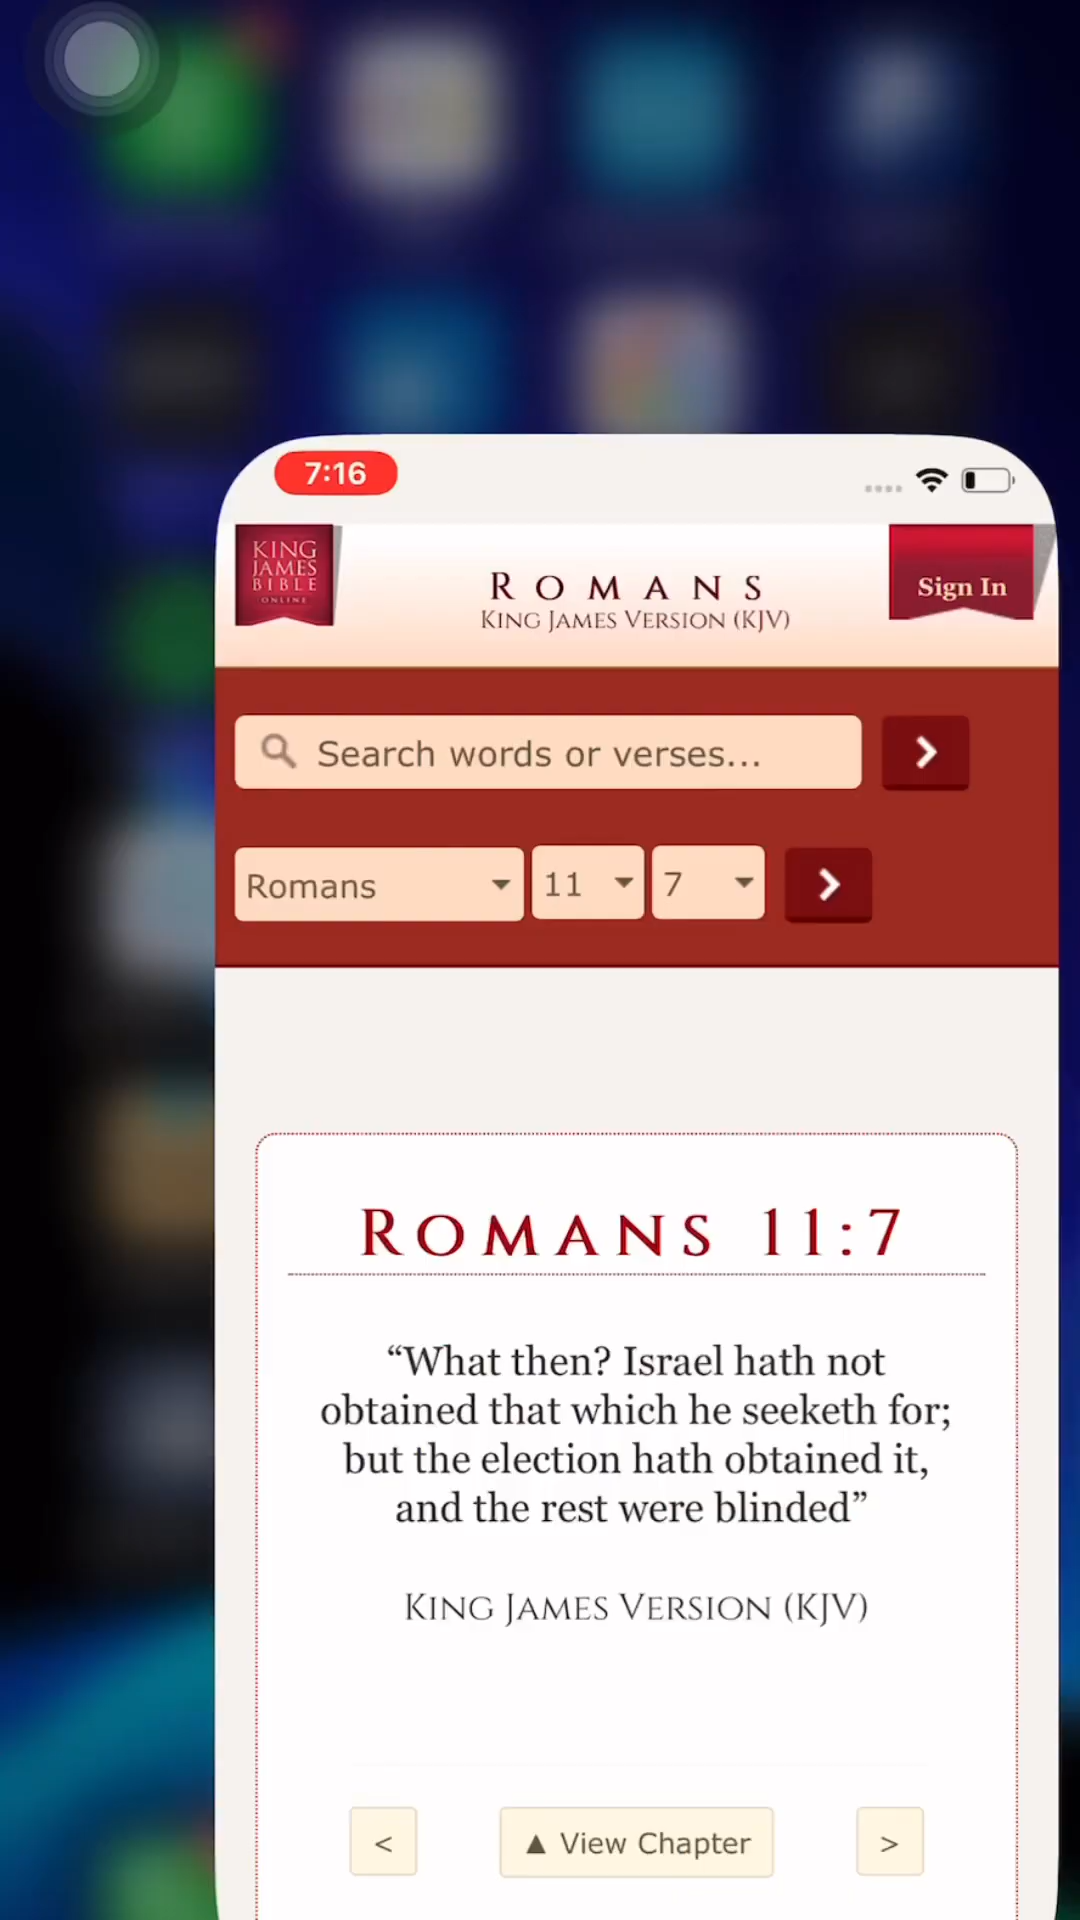 7:16
KING
JAMES
BIBLE
ONLINE
ROMANS
KING JAMES VERSION (KJV)
Sign In
Search words or verses...
Romans
11
7
ROMANS 11:7
“What then? Israel hath not
obtained that which he seeketh for;
but the election hath obtained it,
and the rest were blinded”
KING JAMES VERSION (KJV)
<
▲ View Chapter
>